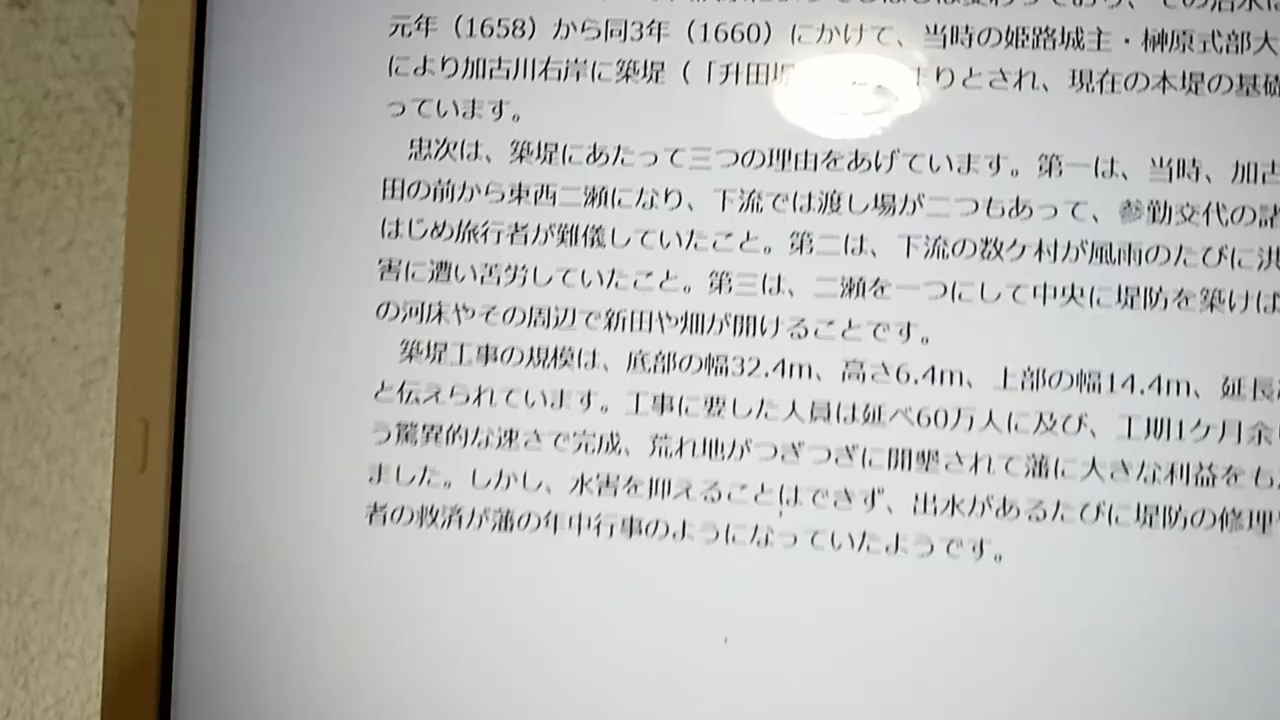 元年（1658）から同3年（1660）にかけて、当時の姫路城主・榊原式部大
により加古川右岸に築堤（「升田堤 まりとされ、現在の本堤の基礎
っています。
忠次は、築堤にあたって三つの理由をあげています。第一は、当時、加古
田の前から東西二瀬になり、下流では渡し場が二つもあって、参勤交代の諸
はじめ旅行者が難儀していたこと。第二は、下流の数ケ村が風雨のたびに洪
害に遭い苦労していたこと。第三は、二瀬を一つにして中央に堤防を築けば
の河床やその周辺で新田や畑が開けることです。
築堤工事の規模は、底部の幅32.4m、高さ6.4m、上部の幅14.4m、延長
と伝えられています。工事に要した人員は延べ60万人に及び、工期1ケ月余
う驚異的な速さで完成、荒れ地がつぎつぎに開墾されて藩に大きな利益をも
ました。しかし、水害を抑えることはできず、出水があるたびに堤防の修理
者の救済が藩の年中行事のようになっていたようです。